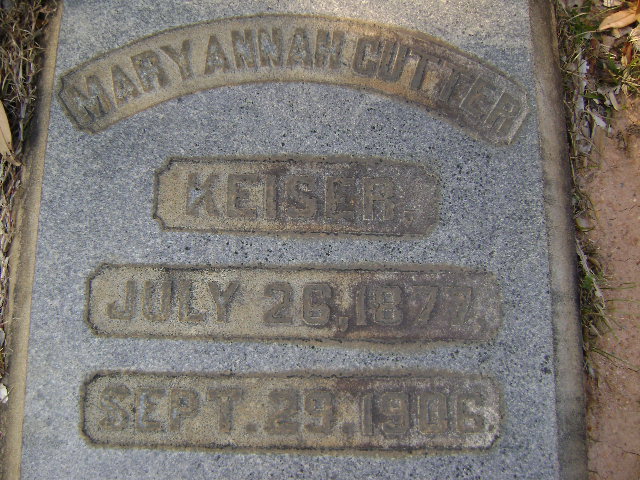 MARY ANNAH CUTTER
KEISER.
JULY 26, 1877.
SEPT. 29. 1906